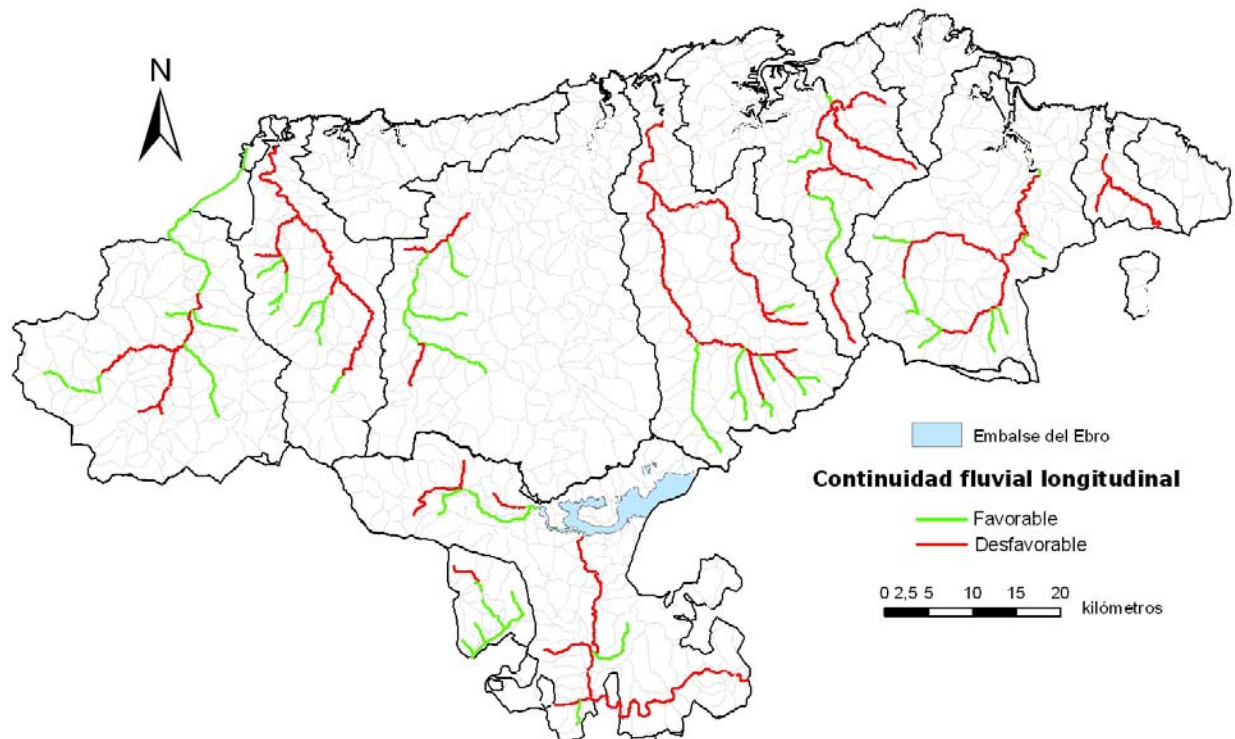 N
Embalse del Ebro
Continuidad fluvial longitudinal
Favorable
Desfavorable
0 2,5 5 10 15 20
kilómetros